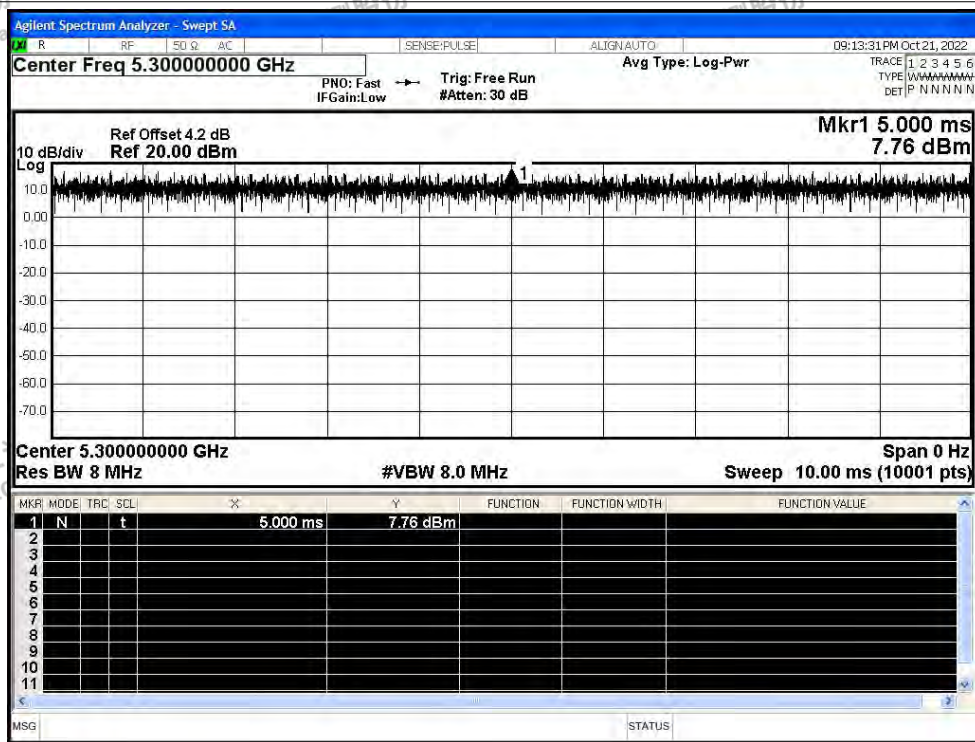 Agilent Spectrum Analyzer - Swept SA
R RF 50 Ω AC SENSE:PULSE ALIGN AUTO 09:13:31 PM Oct 21, 2022
Center Freq 5.300000000 GHz
PNO: Fast
IFGain:Low
Trig: Free Run
#Atten: 30 dB
Avg Type: Log-Pwr
TRACE 1 2 3 4 5 6
TYPE WWWWWWW
DET P N N N N N
Ref Offset 4.2 dB
10 dB/div Ref 20.00 dBm
Log
Mkr1 5.000 ms
7.76 dBm
1
10.0
0.00
-10.0
-20.0
-30.0
-40.0
-50.0
-60.0
-70.0
Center 5.300000000 GHz Span 0 Hz
Res BW 8 MHz #VBW 8.0 MHz Sweep 10.00 ms (10001 pts)
MKR MODE TRC SCL X Y FUNCTION FUNCTION WIDTH FUNCTION VALUE
1 N t 5.000 ms 7.76 dBm
2
3
4
5
6
7
8
9
10
11
MSG STATUS